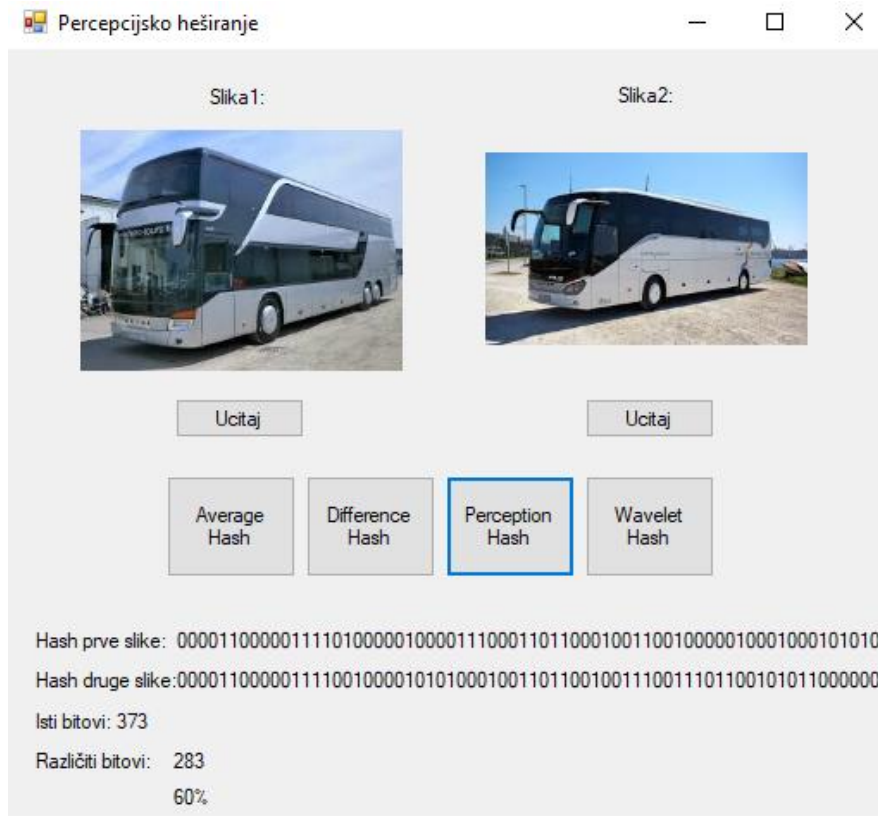 Percepcijsko heširanje
Slika1: Slika2:
Ucitaj Ucitaj
Average Hash Difference Hash Perception Hash Wavelet Hash
Hash prve slike: 00001100000111101000001000011100011011000100110010000010001000101010
Hash druge slike:00001100000111100100001010100010011011001001110011101100101011000000
Isti bitovi: 373
Različiti bitovi: 283
60%